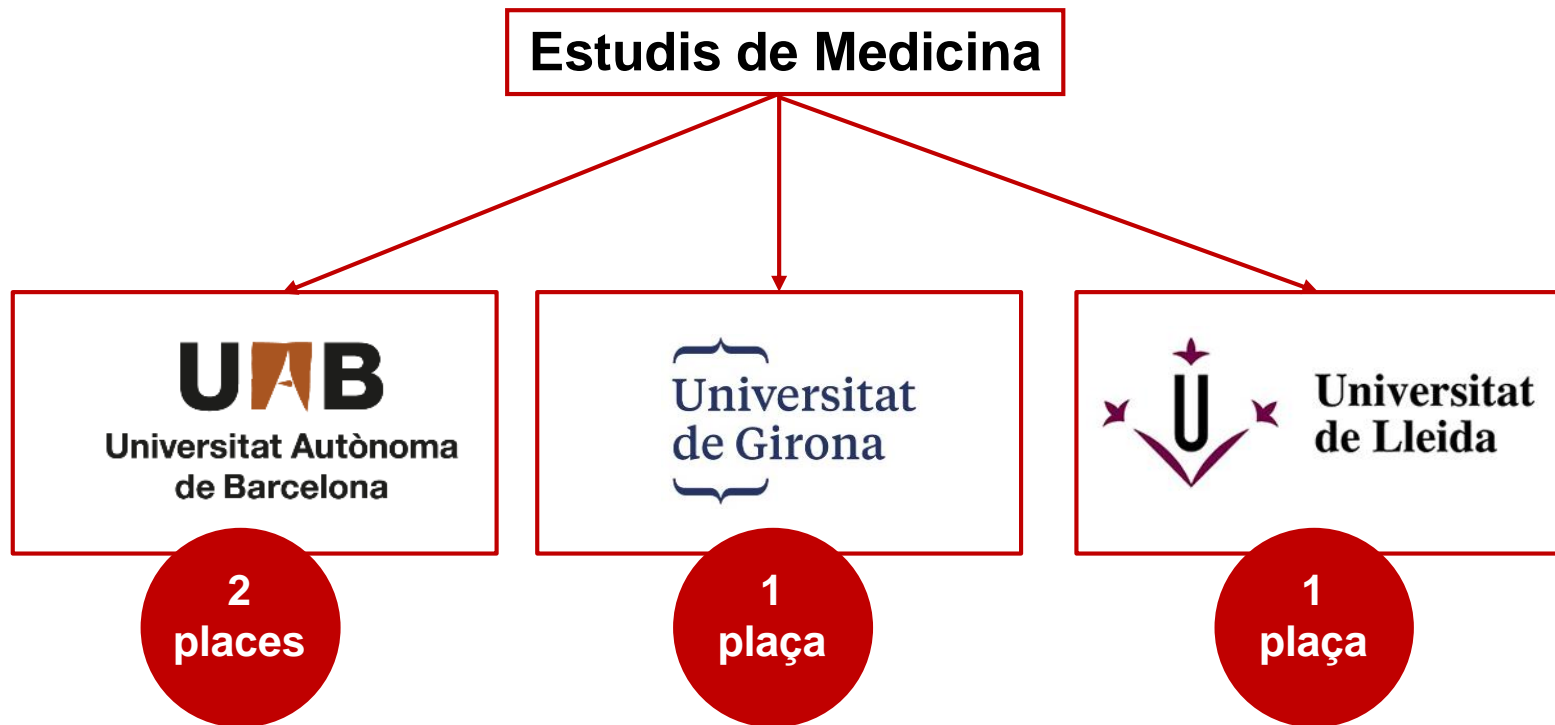 Estudis de Medicina
UAB
Universitat Autònoma
de Barcelona
2
places
Universitat
de Girona
1
plaça
U
Universitat
de Lleida
1
plaça